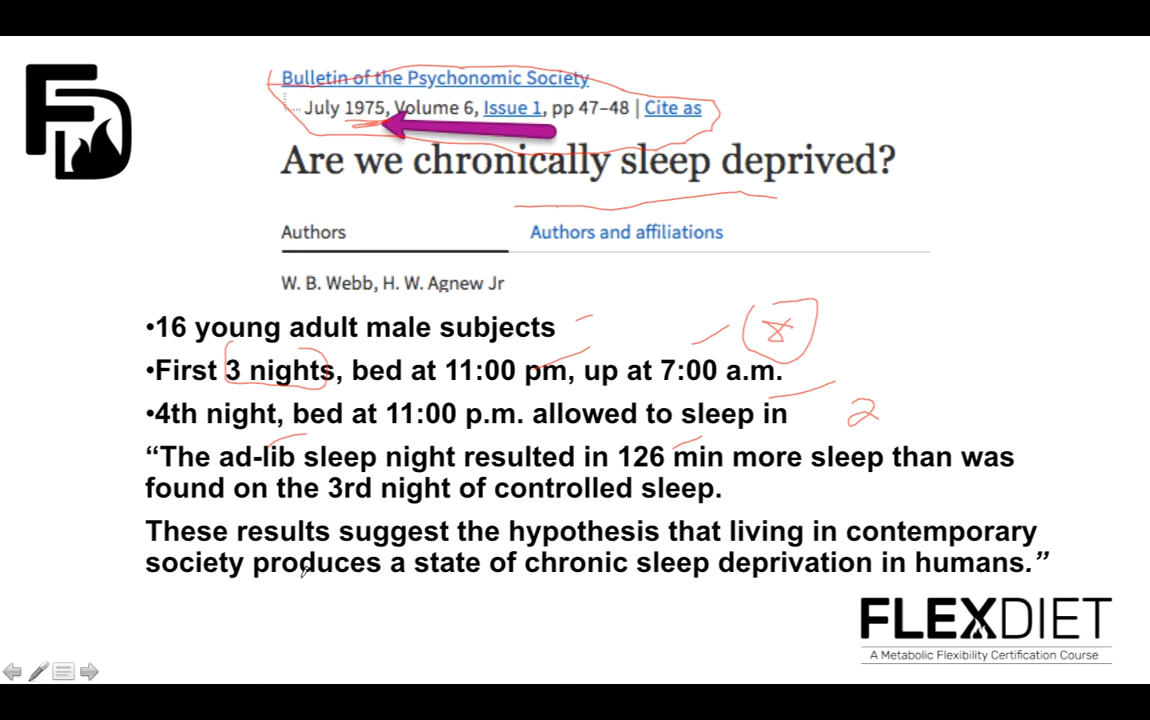 FD
Bulletin of the Psychonomic Society
July 1975, Volume 6, Issue 1, pp 47–48 | Cite as
Are we chronically sleep deprived?
Authors Authors and affiliations
W. B. Webb, H. W. Agnew Jr
•16 young adult male subjects
8
•First 3 nights, bed at 11:00 pm, up at 7:00 a.m.
•4th night, bed at 11:00 p.m. allowed to sleep in 2
“The ad-lib sleep night resulted in 126 min more sleep than was
found on the 3rd night of controlled sleep.
These results suggest the hypothesis that living in contemporary
society produces a state of chronic sleep deprivation in humans.”
FLEXDIET
A Metabolic Flexibility Certification Course